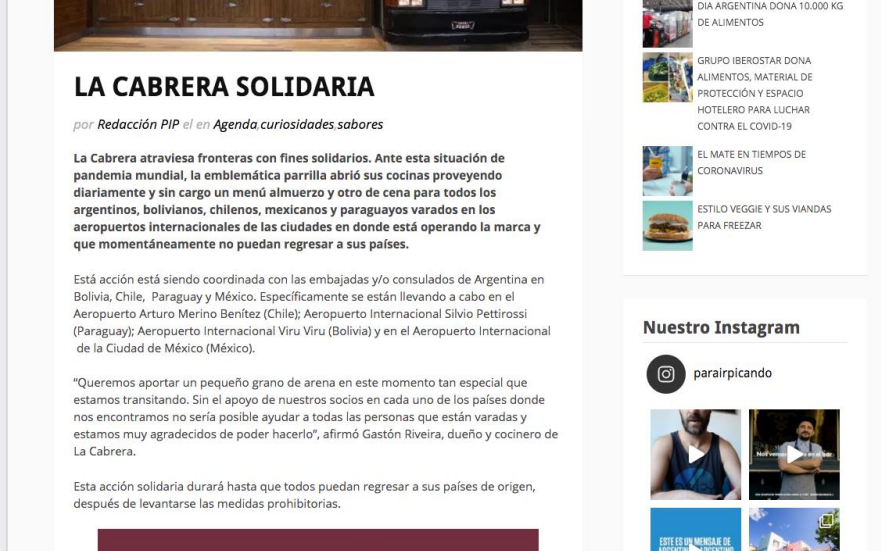 LA CABRERA SOLIDARIA
por Redacción PIP el en Agenda,curiosidades,sabores
La Cabrera atraviesa fronteras con fines solidarios. Ante esta situación de
pandemia mundial, la emblemática parrilla abrió sus cocinas proveyendo
diariamente y sin cargo un menú almuerzo y otro de cena para todos los
argentinos, bolivianos, chilenos, mexicanos y paraguayos varados en los
aeropuertos internacionales de las ciudades en donde está operando la marca y
que momentáneamente no puedan regresar a sus países.
Está acción está siendo coordinada con las embajadas y/o consulados de Argentina en
Bolivia, Chile, Paraguay y México. Específicamente se están llevando a cabo en el
Aeropuerto Arturo Merino Benítez (Chile); Aeropuerto Internacional Silvio Pettirossi
(Paraguay); Aeropuerto Internacional Viru Viru (Bolivia) y en el Aeropuerto Internacional
de la Ciudad de México (México).
“Queremos aportar un pequeño grano de arena en este momento tan especial que
estamos transitando. Sin el apoyo de nuestros socios en cada uno de los países donde
nos encontramos no sería posible ayudar a todas las personas que están varadas y
estamos muy agradecidos de poder hacerlo”, afirmó Gastón Riveira, dueño y cocinero de
La Cabrera.
Esta acción solidaria durará hasta que todos puedan regresar a sus países de origen,
después de levantarse las medidas prohibitorias.
DIA ARGENTINA DONA 10.000 KG
DE ALIMENTOS
GRUPO IBEROSTAR DONA
ALIMENTOS, MATERIAL DE
PROTECCIÓN Y ESPACIO
HOTELERO PARA LUCHAR
CONTRA EL COVID-19
EL MATE EN TIEMPOS DE
CORONAVIRUS
ESTILO VEGGIE Y SUS VIANDAS
PARA FREEZAR
Nuestro Instagram
parairpicando
ESTE ES UN MENSAJE DE